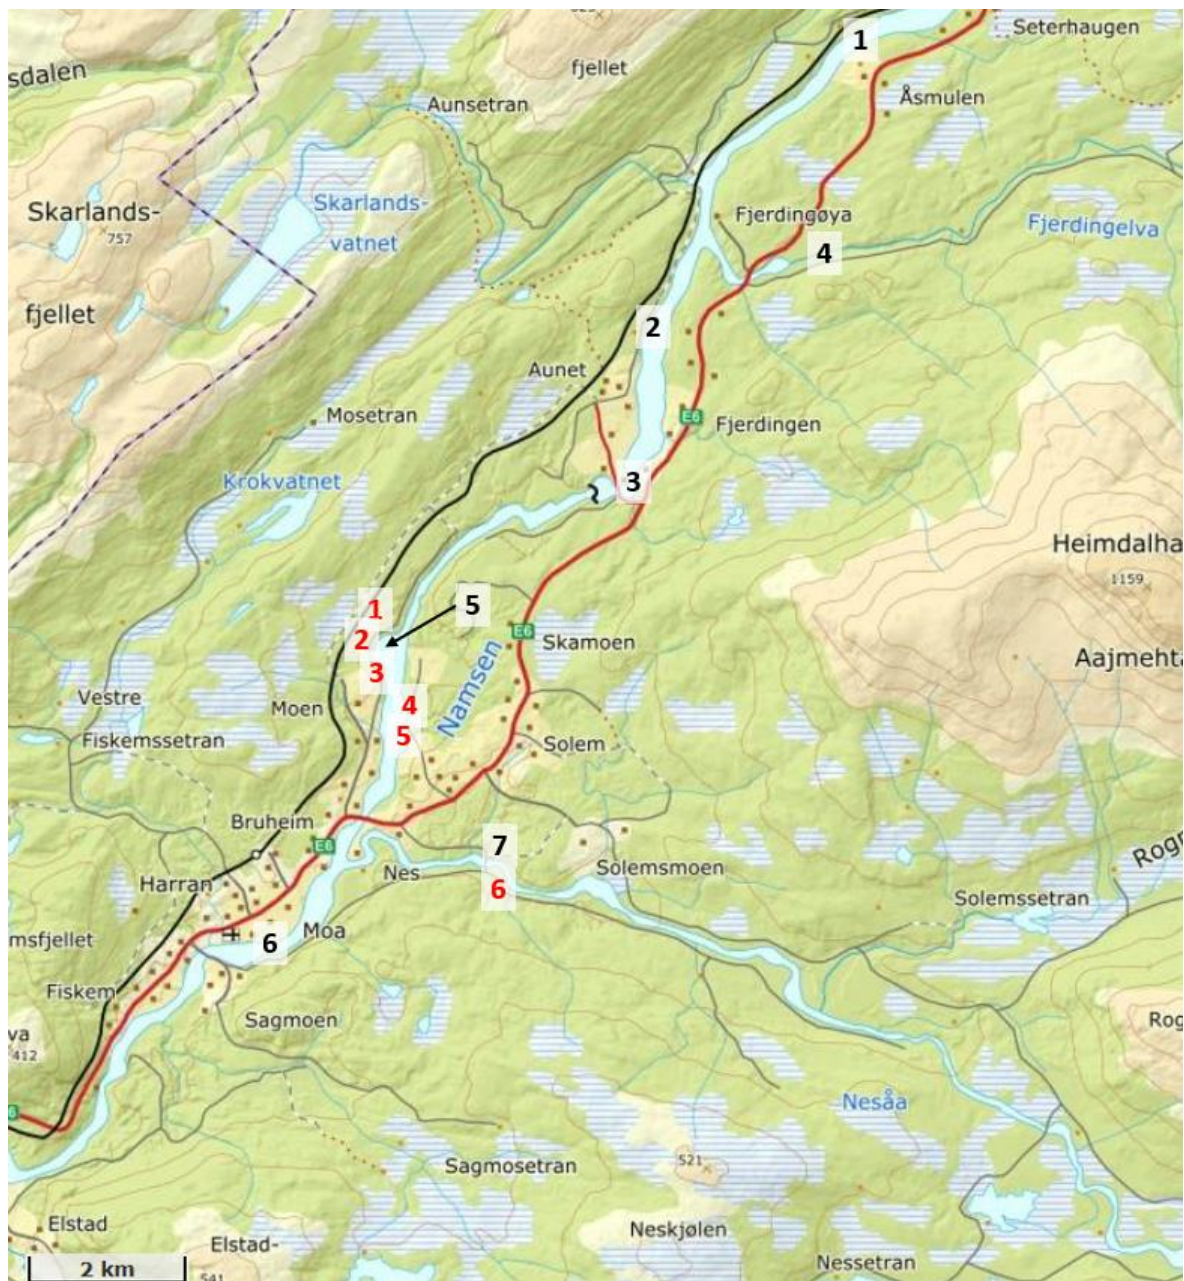 Seterhaugen
1
fjellet
sdalen
Aunsetran
Åsmulen
Skarlands-
vatnet
Skarlands-
757
fjellet
Fjerdingøya
Fjerdingelva
4
2
Aunet
Mosetran
E6
Fjerdingen
Krokvatnet
3
Heimdalha
1159
1
5
2
E6
Skamoen
3
Namsen
Aajmehta
Vestre
Moen
4
5
Fiskemssetran
Solem
Bruheim
E6
7
Nes
Solemsmoen
Rogn
Harran
6
Solemssetran
msfjellet
6
Moa
Fiskem
Sagmoen
Rog
va
412
6
Nesåa
Sagmosetran
521
Elstad
Elstad-
Neskjølen
Nessetran
2 km
541